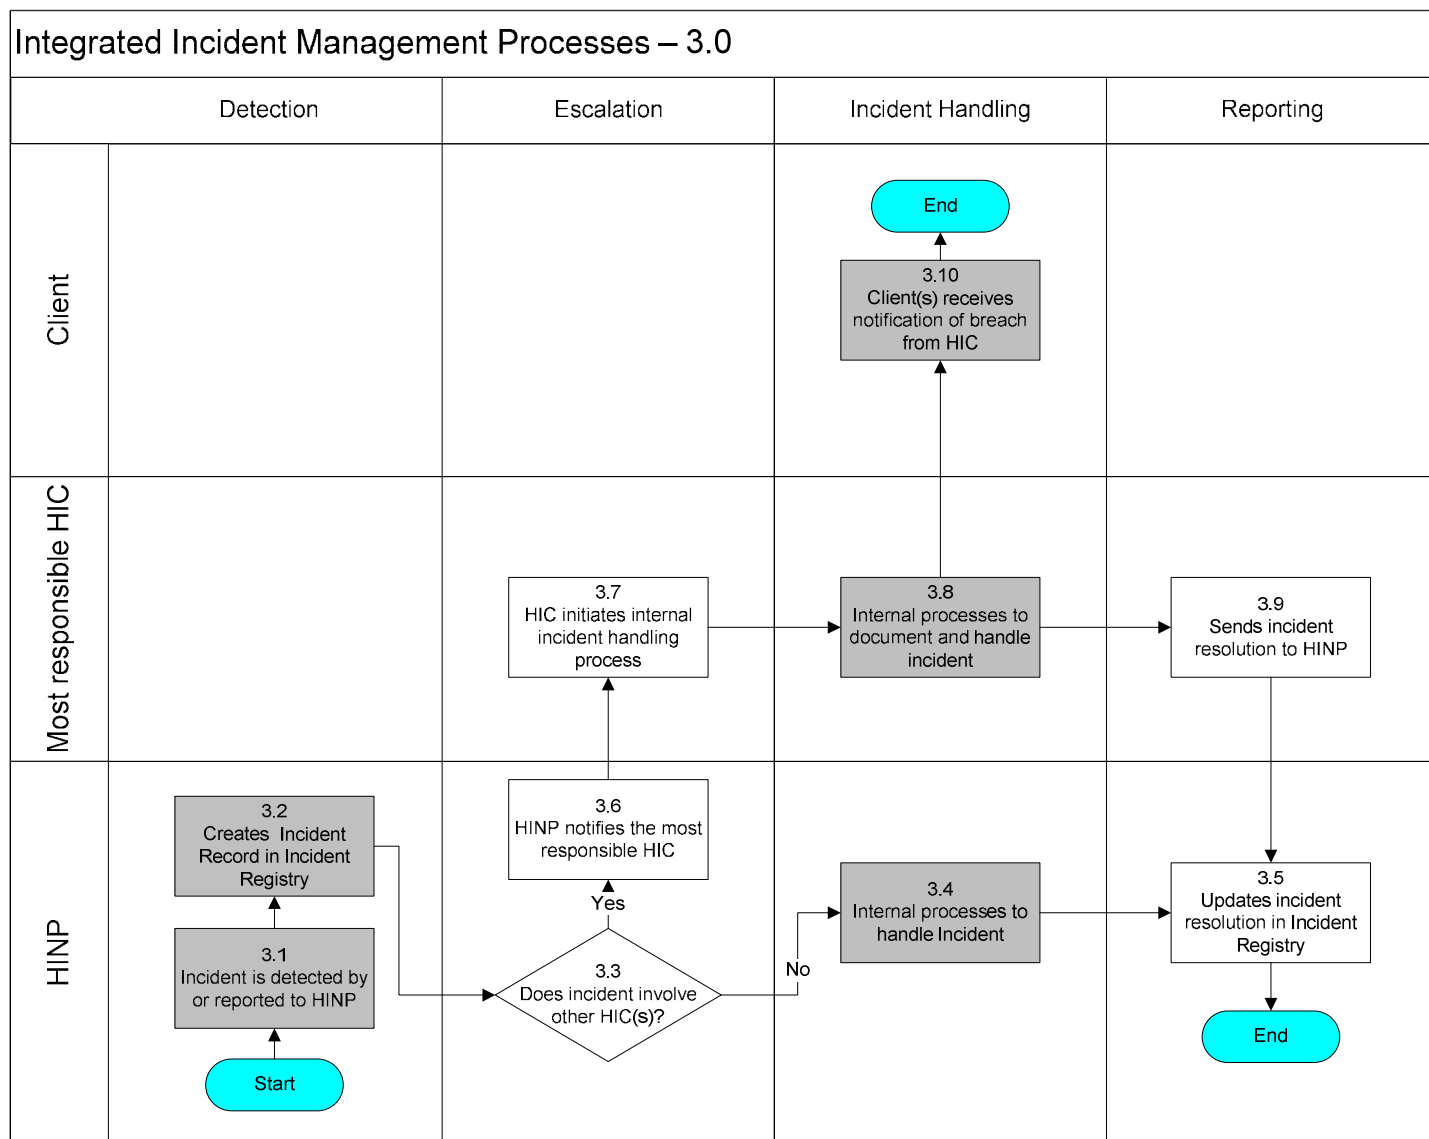 Integrated Incident Management Processes – 3.0
Detection
Escalation
Incident Handling
Reporting
Client
End
3.10
Client(s) receives
notification of breach
from HIC
Most responsible HIC
3.7
HIC initiates internal
incident handling
process
3.8
Internal processes to
document and handle
incident
3.9
Sends incident
resolution to HINP
HINP
3.2
Creates Incident
Record in Incident
Registry
3.1
Incident is detected by
or reported to HINP
Start
3.6
HINP notifies the most
responsible HIC
Yes
3.3
Does incident involve
other HIC(s)?
No
3.4
Internal processes to
handle Incident
3.5
Updates incident
resolution in Incident
Registry
End